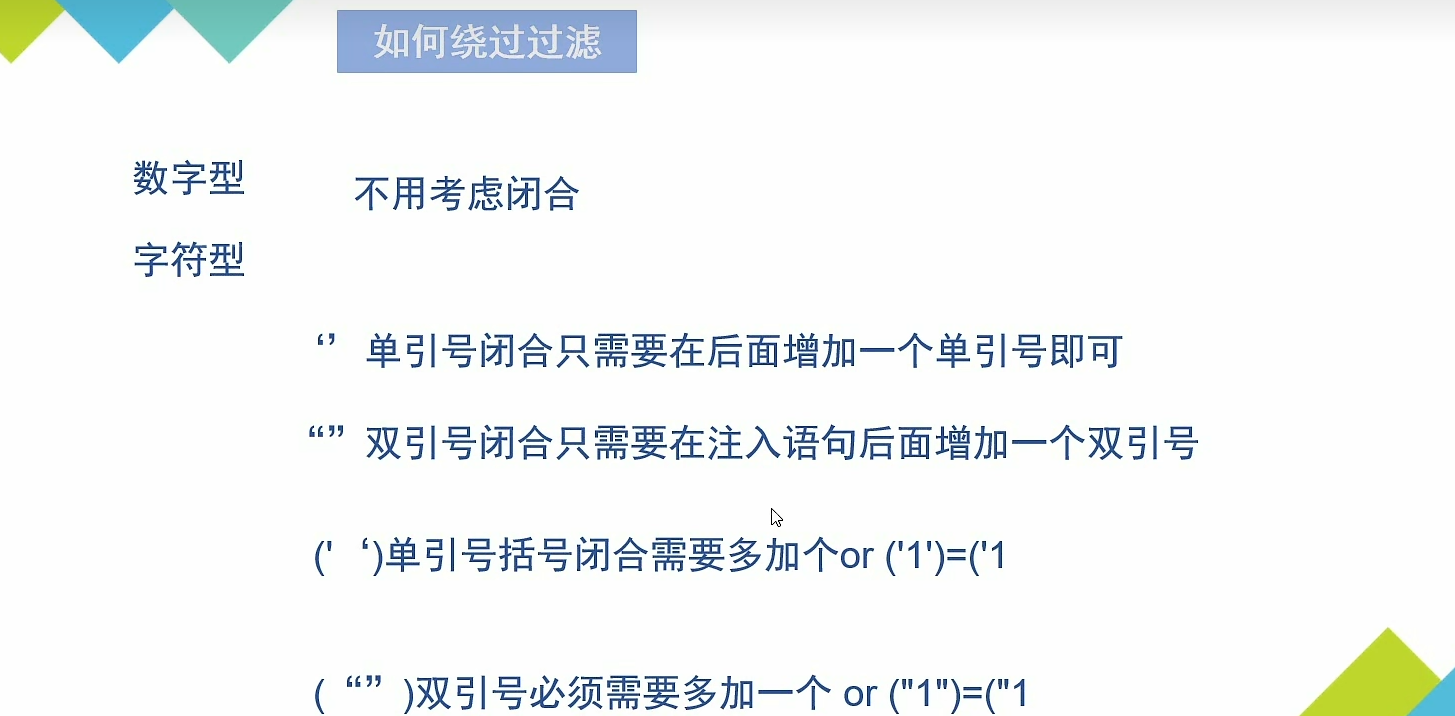 如何绕过过滤
数字型
不用考虑闭合
字符型
‘’ 单引号闭合只需要在后面增加一个单引号即可
“”双引号闭合只需要在注入语句后面增加一个双引号
(' ‘)单引号括号闭合需要多加个or ('1')=('1
( “” )双引号必须需要多加一个 or ("1")=("1